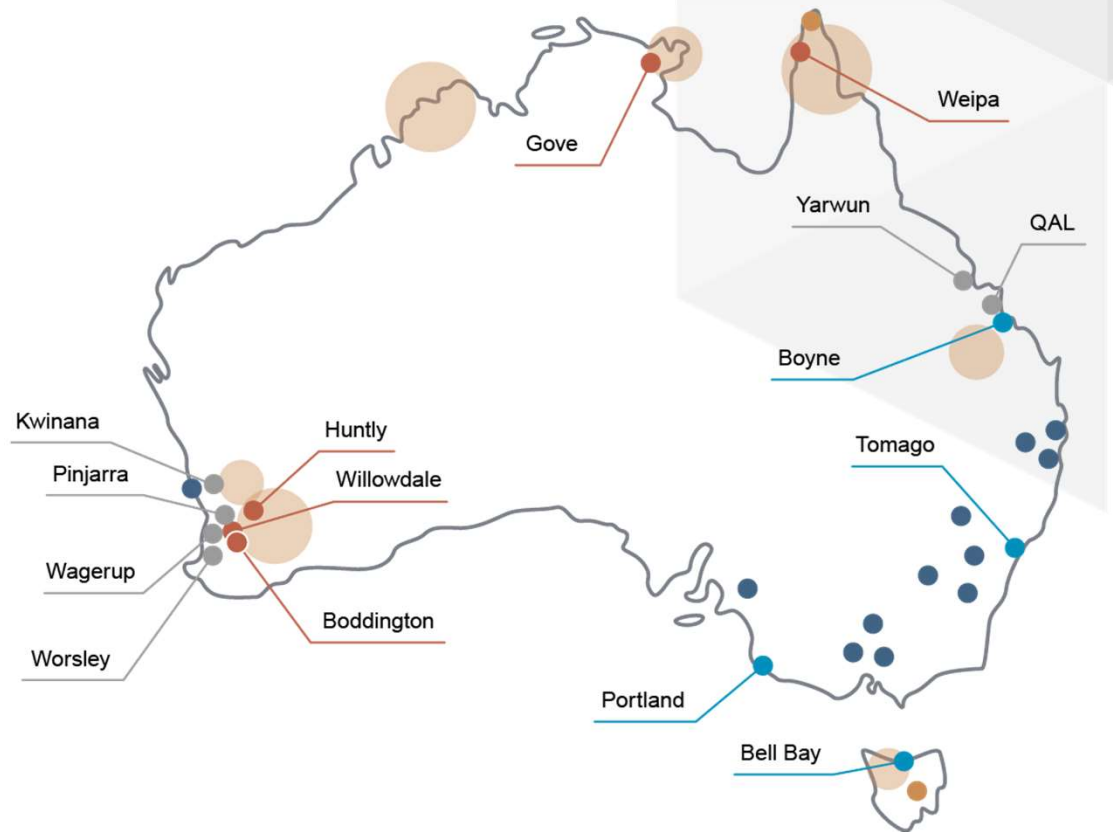 Weipa
Gove
Yarwun
QAL
Boyne
Kwinana
Huntly
Tomago
Pinjarra
Willowdale
Wagerup
Boddington
Worsley
Portland
Bell Bay